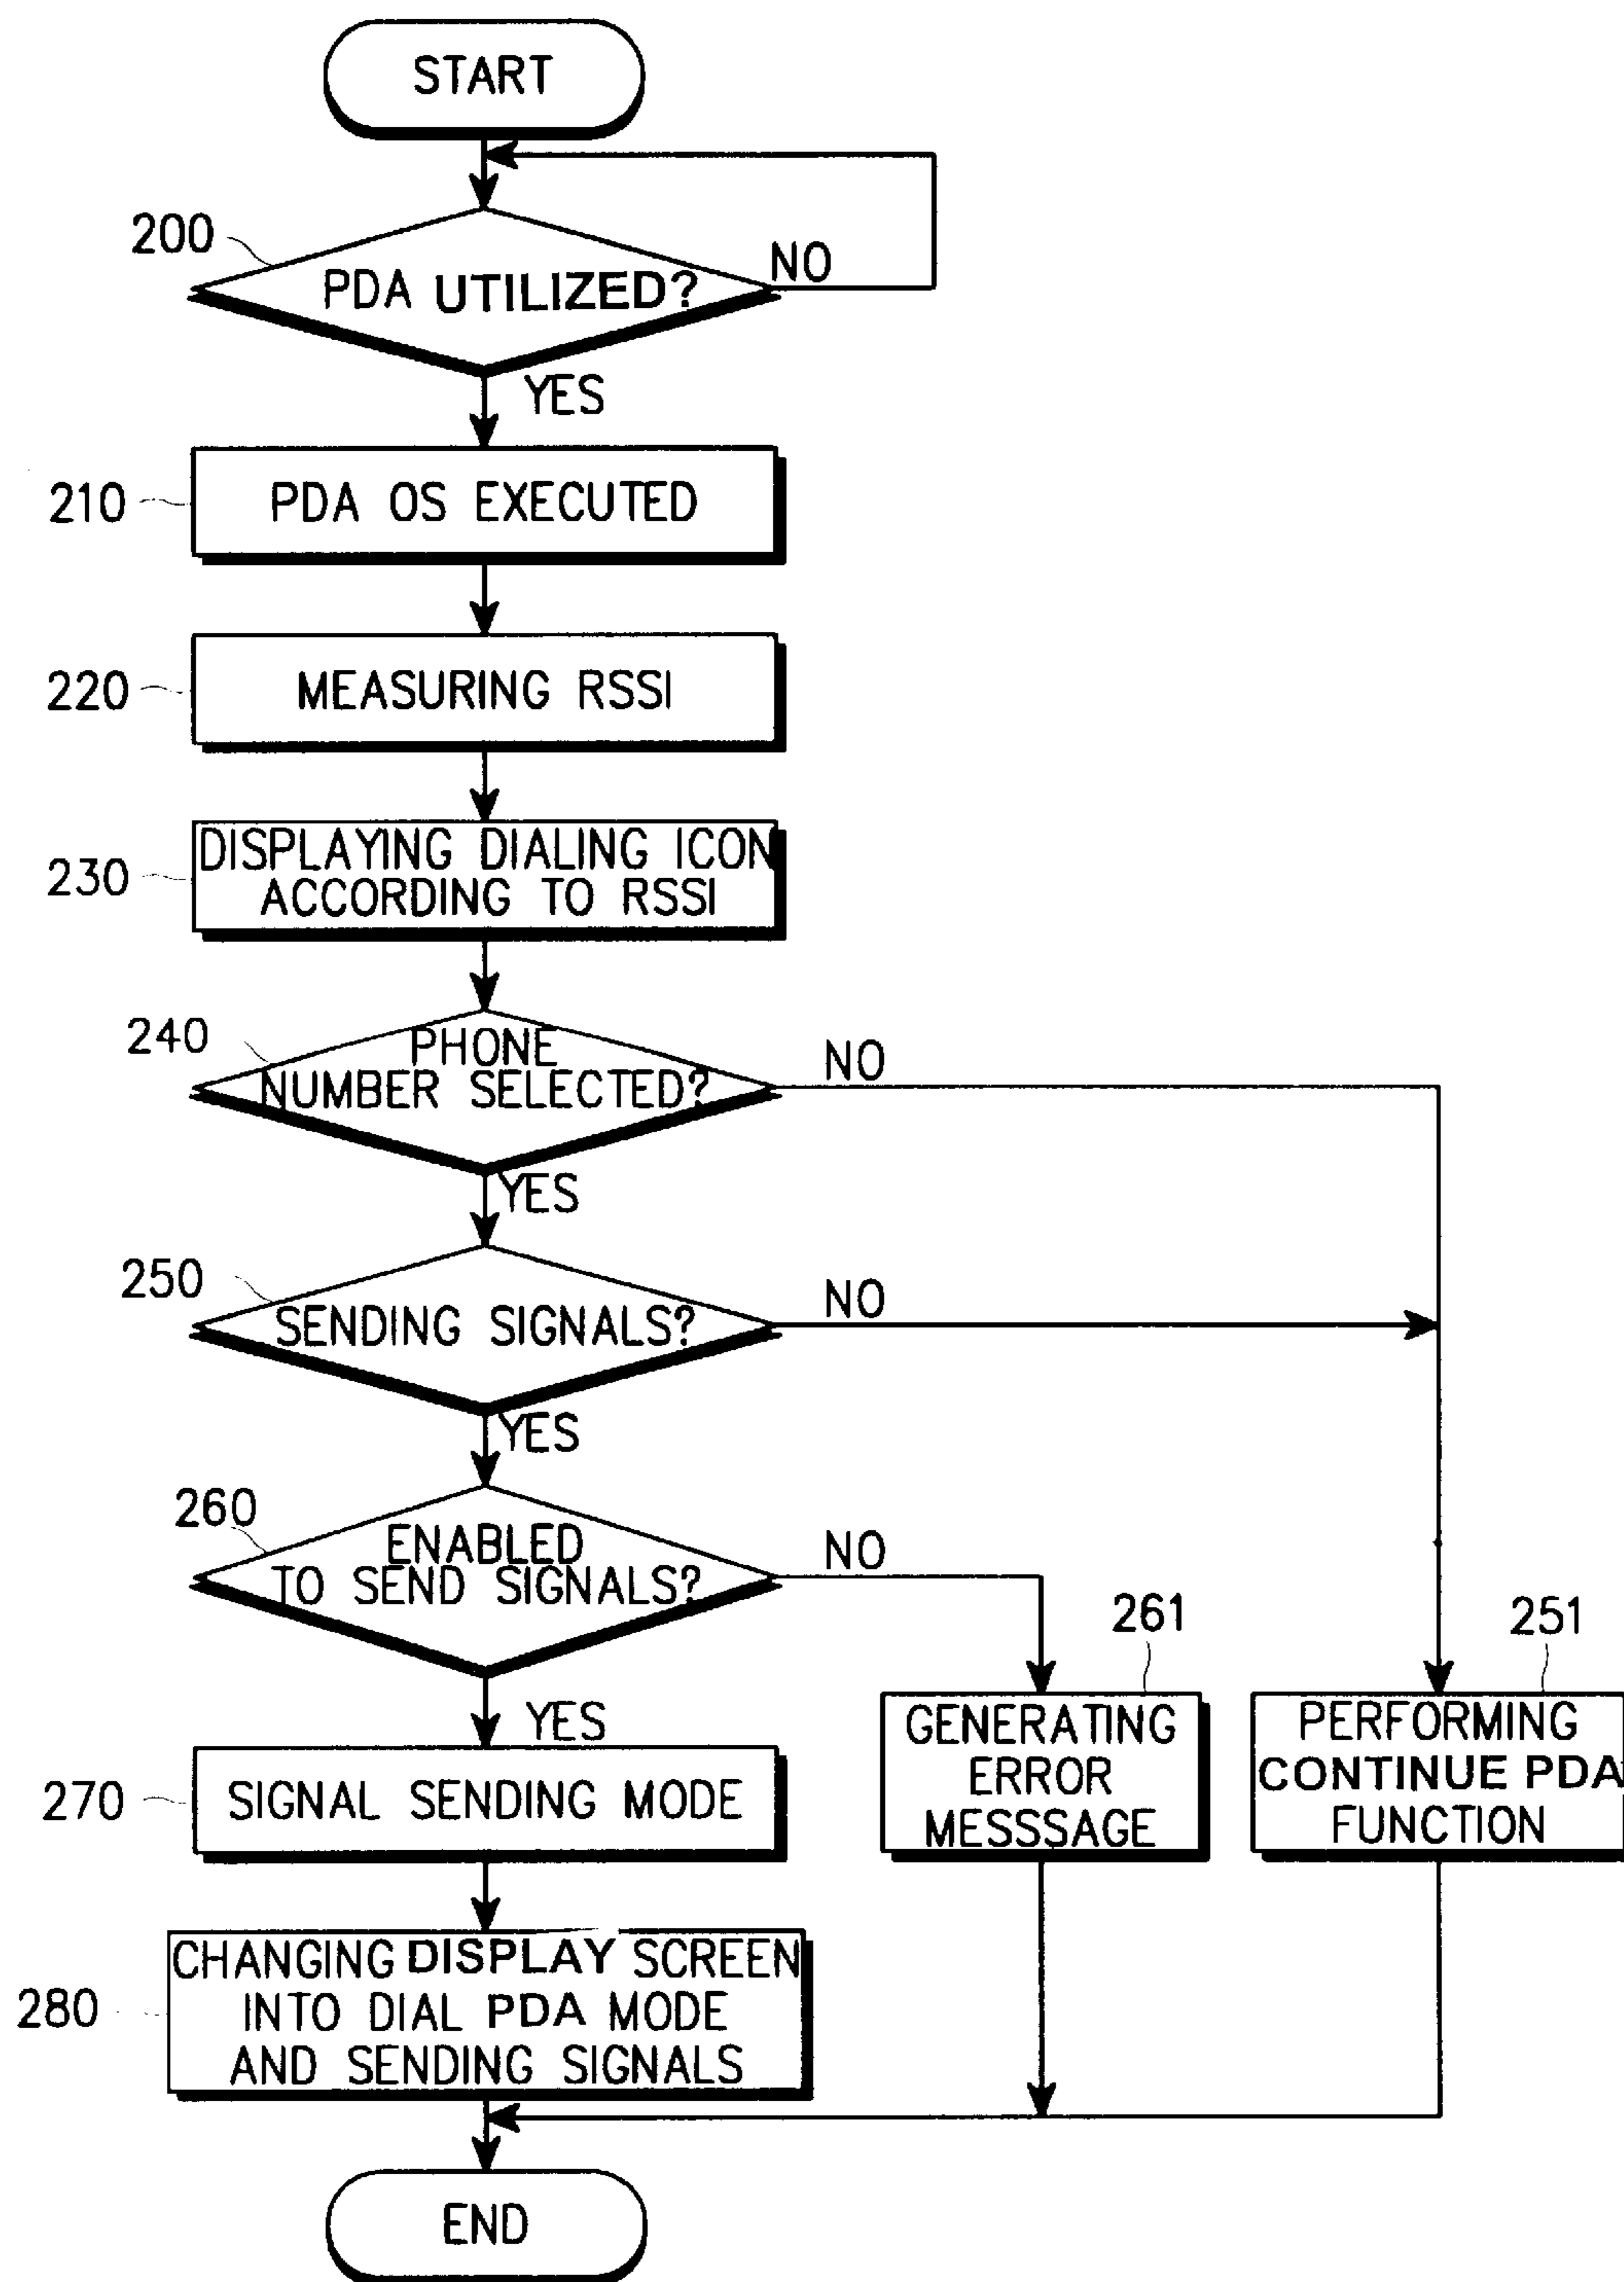 START
200
PDA UTILIZED?
NO
YES
210
PDA OS EXECUTED
220
MEASURING RSSI
230
DISPLAYING DIALING ICON
ACCORDING TO RSSI
240
PHONE
NUMBER SELECTED?
NO
YES
250
SENDING SIGNALS?
NO
YES
260
ENABLED
TO SEND SIGNALS?
NO
YES
261
GENERATING
ERROR
MESSSAGE
251
PERFORMING
CONTINUE PDA
FUNCTION
270
SIGNAL SENDING MODE
280
CHANGING DISPLAY SCREEN
INTO DIAL PDA MODE
AND SENDING SIGNALS
END